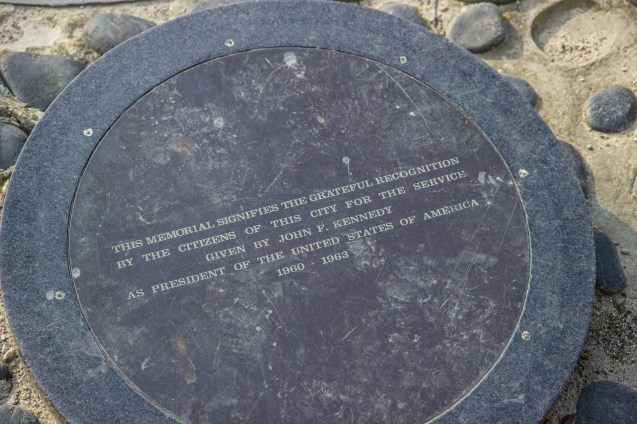 THIS MEMORIAL SIGNIFIES THE GRATEFUL RECOGNITION
BY THE CITIZENS OF THIS CITY FOR THE SERVICE
GIVEN BY JOHN F. KENNEDY
AS PRESIDENT OF THE UNITED STATES OF AMERICA
1960 - 1963